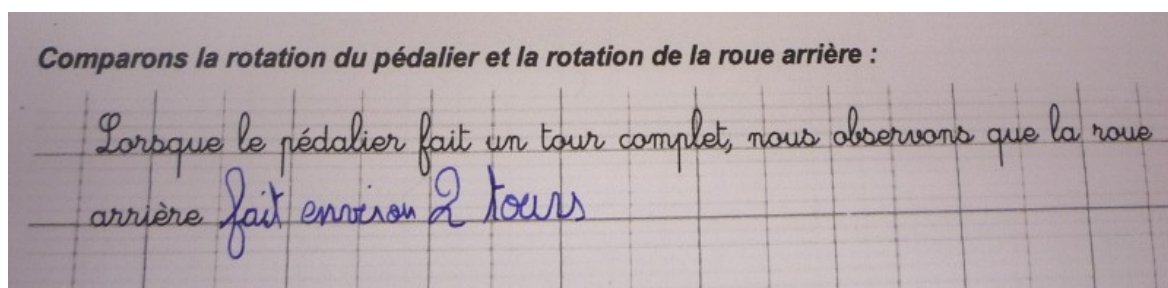 Comparons la rotation du pédalier et la rotation de la roue arrière :
Lorsque le pédalier fait un tour complet, nous observons que la roue
arrière fait environ 2 tours